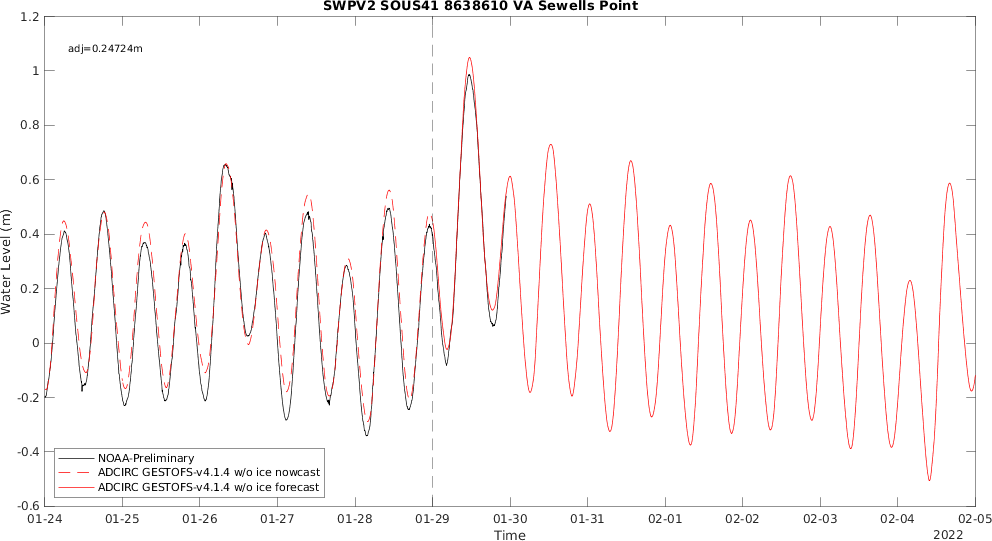 SWPV2 SOUS41 8638610 VA Sewells Point
adj=0.24724m
1.2
1
0.8
0.6
0.4
0.2
0
-0.2
-0.4
-0.6
Water Level (m)
NOAA-Preliminary
ADCIRC GESTOFS-v4.1.4 w/o ice nowcast
ADCIRC GESTOFS-v4.1.4 w/o ice forecast
01-24 01-25 01-26 01-27 01-28 01-29 01-30 01-31 02-01 02-02 02-03 02-04 02-05
Time
2022